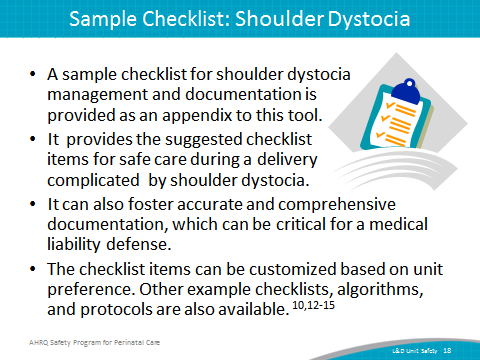 Sample Checklist: Shoulder Dystocia
• A sample checklist for shoulder dystocia
management and documentation is
provided as an appendix to this tool.
• It provides the suggested checklist
items for safe care during a delivery
complicated by shoulder dystocia.
• It can also foster accurate and comprehensive
documentation, which can be critical for a medical
liability defense.
• The checklist items can be customized based on unit
preference. Other example checklists, algorithms,
and protocols are also available. 10,12-15
AHRQ Safety Program for Perinatal Care
L&D Unit Safety 18